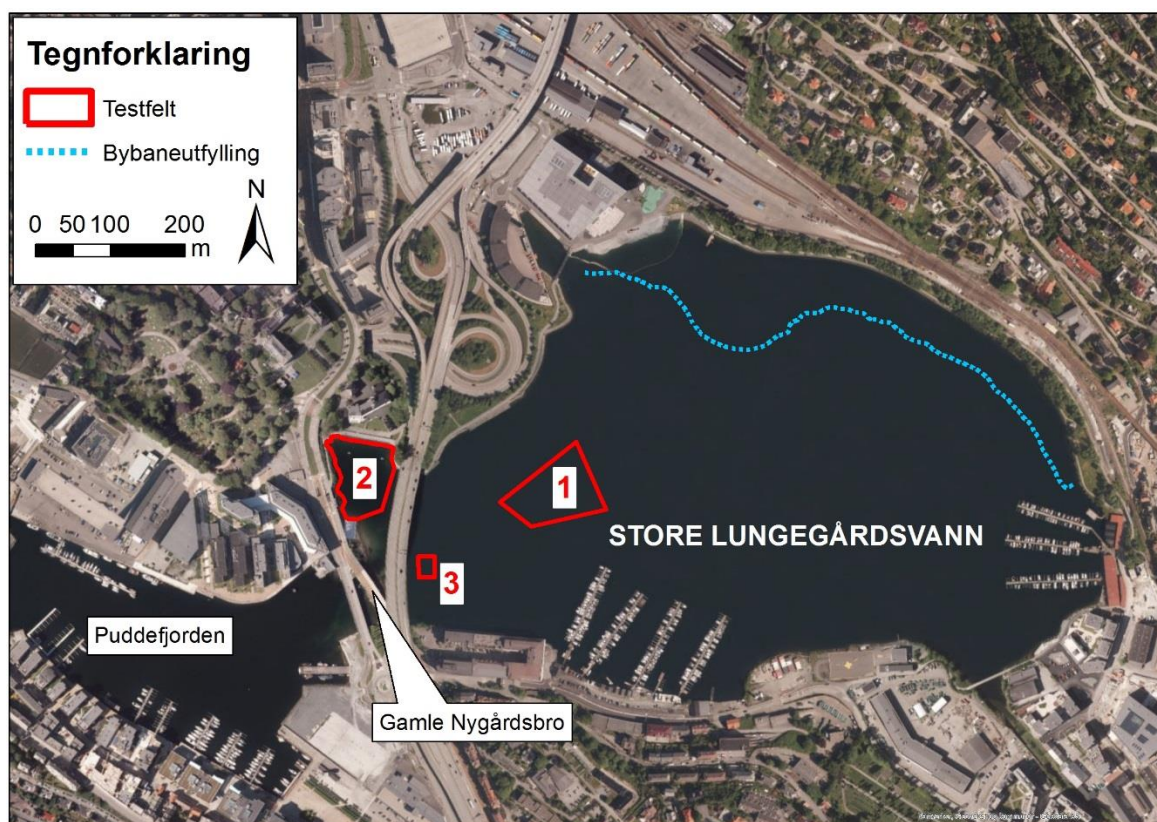 Tegnforklaring
Testfelt
Bybaneutfylling
N
0 50 100 200
m
2
1
STORE LUNGEGÅRDSVANN
3
Puddefjorden
Gamle Nygårdsbro